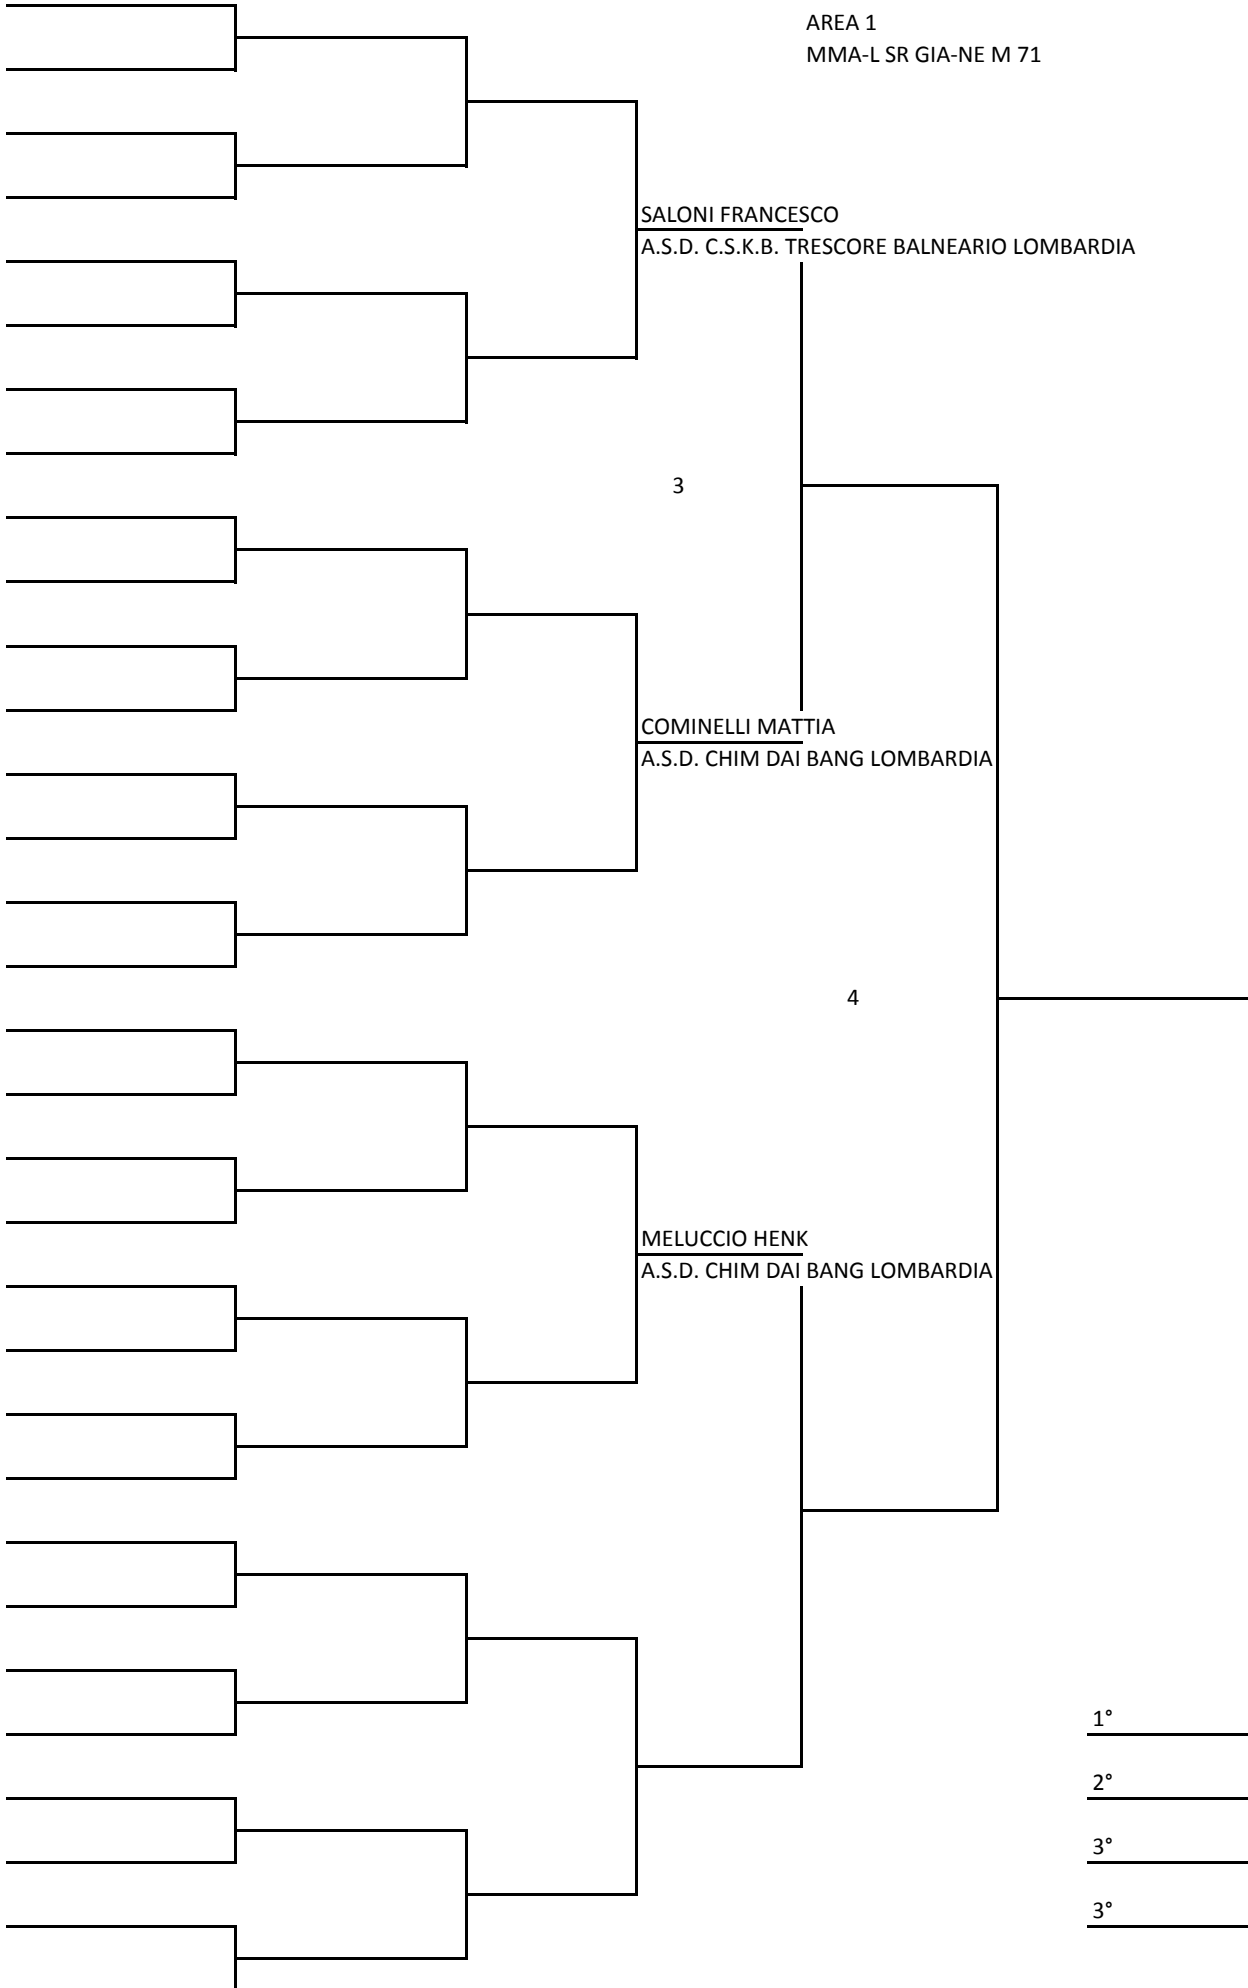 AREA 1
MMA-L SR GIA-NE M 71
SALONI FRANCESCO
A.S.D. C.S.K.B. TRESCORE BALNEARIO LOMBARDIA
3
COMINELLI MATTIA
A.S.D. CHIM DAI BANG LOMBARDIA
4
MELUCCIO HENK
A.S.D. CHIM DAI BANG LOMBARDIA
1°
2°
3°
3°